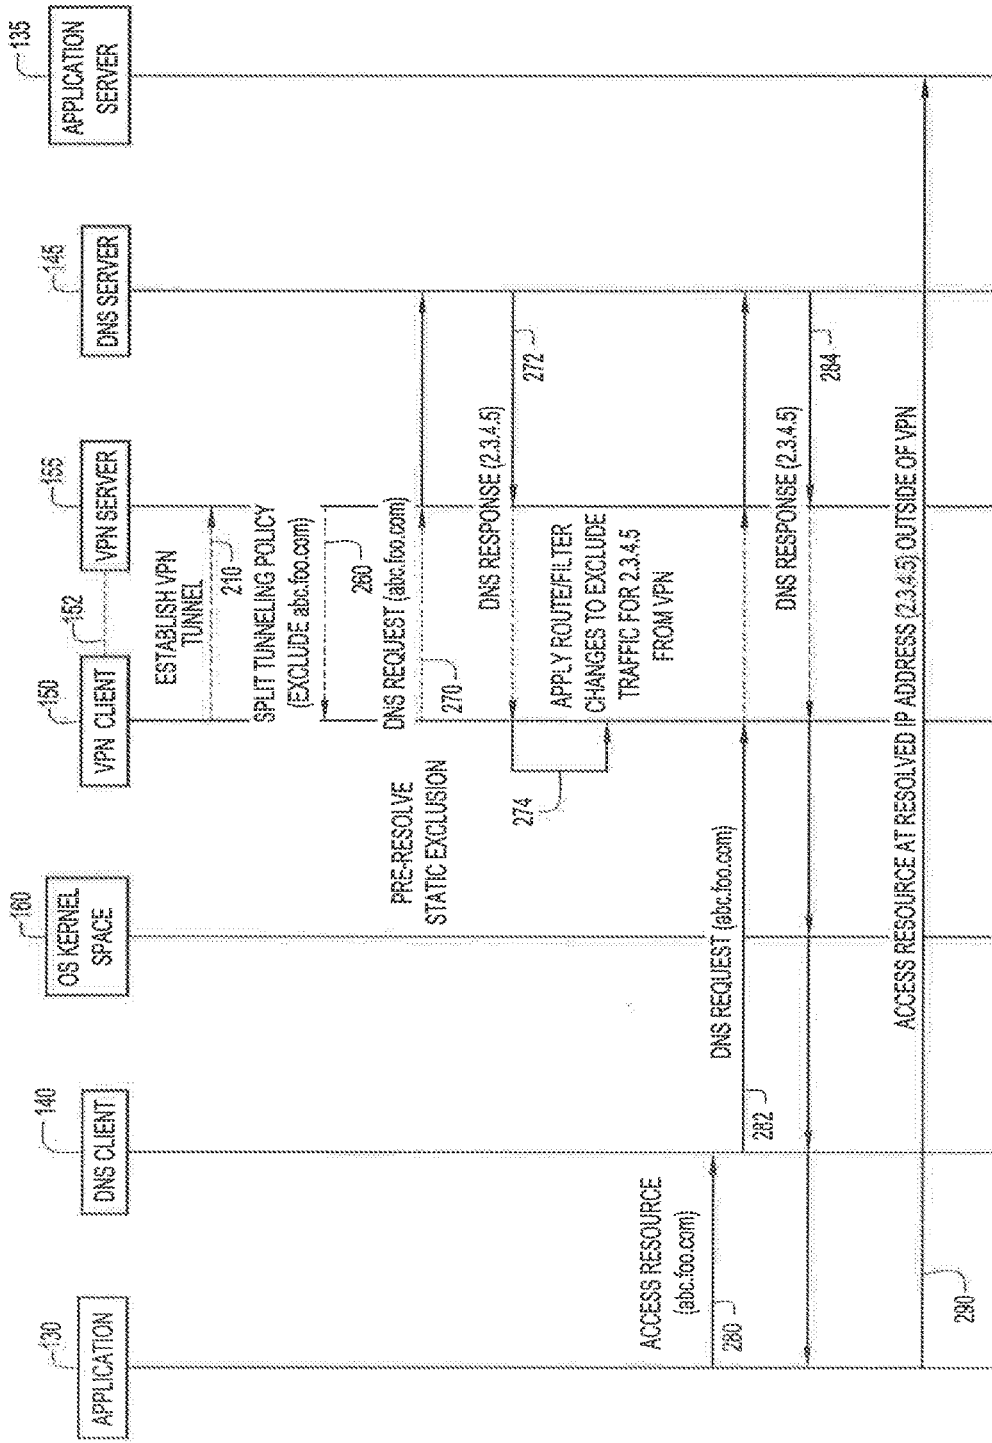 130
APPLICATION
140
DNS CLIENT
160
OS KERNEL
SPACE
150
VPN CLIENT
152
166
VPN SERVER
145
DNS SERVER
135
APPLICATION
SERVER
ESTABLISH VPN
TUNNEL
210
SPLIT TUNNELING POLICY
(EXCLUDE abc.foo.com)
260
PRE-RESOLVE
STATIC EXCLUSION
DNS REQUEST (abc.foo.com)
270
DNS RESPONSE (2.3.4.5)
272
274
APPLY ROUTE/FILTER
CHANGES TO EXCLUDE
TRAFFIC FOR 2.3.4.5
FROM VPN
ACCESS RESOURCE
(abc.foo.com)
280
DNS REQUEST (abc.foo.com)
282
DNS RESPONSE (2.3.4.5)
284
ACCESS RESOURCE AT RESOLVED IP ADDRESS (2.3.4.5) OUTSIDE OF VPN
290